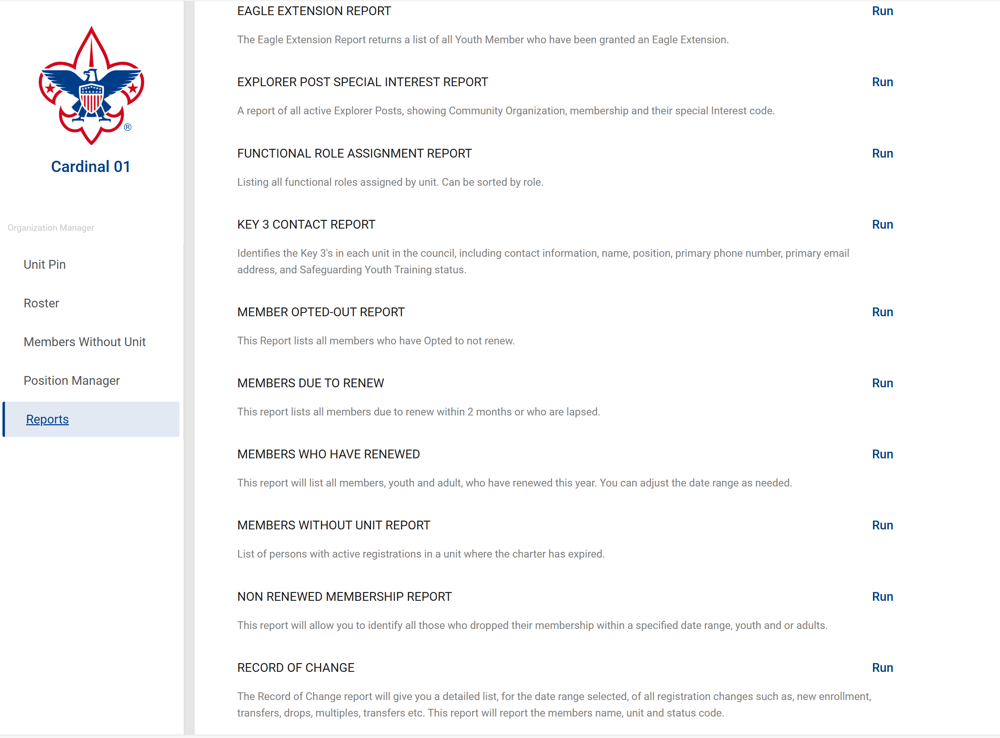 ®
Cardinal 01
Organization Manager
Unit Pin
Roster
Members Without Unit
Position Manager
Reports
EAGLE EXTENSION REPORT
Run
The Eagle Extension Report returns a list of all Youth Member who have been granted an Eagle Extension.
EXPLORER POST SPECIAL INTEREST REPORT
Run
A report of all active Explorer Posts, showing Community Organization, membership and their special Interest code.
FUNCTIONAL ROLE ASSIGNMENT REPORT
Run
Listing all functional roles assigned by unit. Can be sorted by role.
KEY 3 CONTACT REPORT
Run
Identifies the Key 3's in each unit in the council, including contact information, name, position, primary phone number, primary email
address, and Safeguarding Youth Training status.
MEMBER OPTED-OUT REPORT
Run
This Report lists all members who have Opted to not renew.
MEMBERS DUE TO RENEW
Run
This report lists all members due to renew within 2 months or who are lapsed.
MEMBERS WHO HAVE RENEWED
Run
This report will list all members, youth and adult, who have renewed this year. You can adjust the date range as needed.
MEMBERS WITHOUT UNIT REPORT
Run
List of persons with active registrations in a unit where the charter has expired.
NON RENEWED MEMBERSHIP REPORT
Run
This report will allow you to identify all those who dropped their membership within a specified date range, youth and or adults.
RECORD OF CHANGE
Run
The Record of Change report will give you a detailed list, for the date range selected, of all registration changes such as, new enrollment,
transfers, drops, multiples, transfers etc. This report will report the members name, unit and status code.